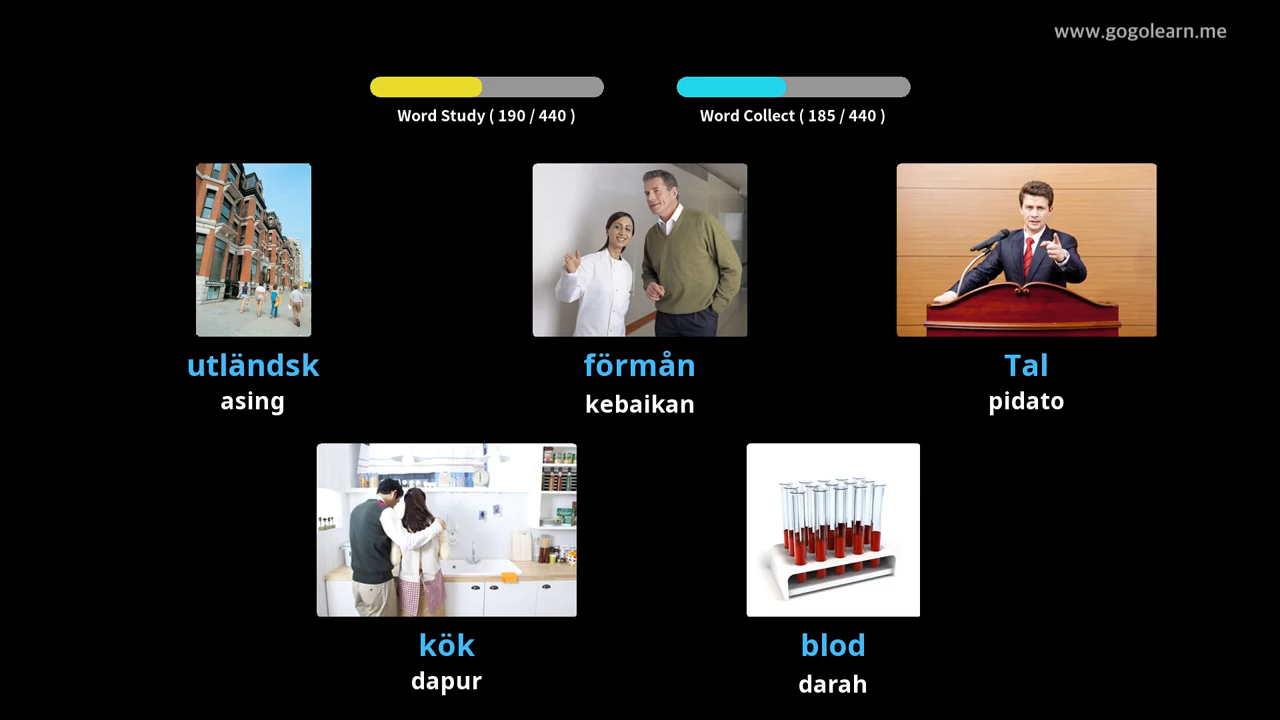 www.gogolearn.me
Word Study ( 190 / 440 )
Word Collect ( 185 / 440 )
utländsk
asing
förmån
kebaikan
Tal
pidato
kök
dapur
blod
darah